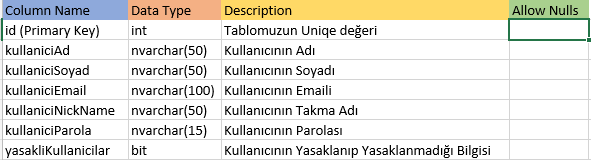 Column Name Data Type Description Allow Nulls
id (Primary Key) int Tablomuzun Uniqe değeri
kullaniciAd nvarchar(50) Kullanıcının Adı
kullaniciSoyad nvarchar(50) Kullanıcının Soyadı
kullaniciEmail nvarchar(100) Kullanıcının Emaili
kullaniciNickName nvarchar(50) Kullanıcının Takma Adı
kullaniciParola nvarchar(15) Kullanıcının Parolası
yasakliKullanicilar bit Kullanıcının Yasaklanıp Yasaklanmadığı Bilgisi